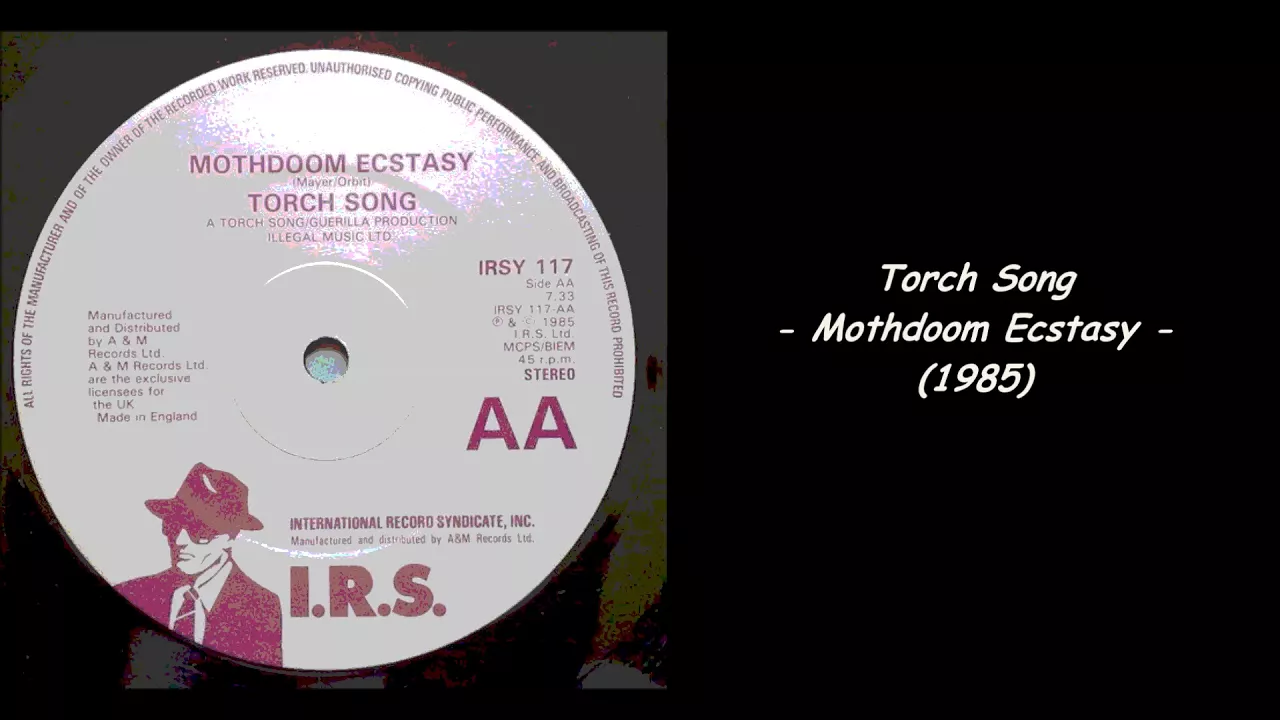 ALL RIGHTS OF THE MANUFACTURER AND OF THE OWNER OF THE RECORDED WORK RESERVED. UNAUTHORISED COPYING PUBLIC PERFORMANCE AND BROADCASTING OF THIS RECORD PROHIBITED
MOTHDOOM ECSTASY
(Mayer/Orbit)
TORCH SONG
A TORCH SONG/GUERILLA PRODUCTION
ILLEGAL MUSIC LTD.
IRSY 117
Side AA
7.33
IRSY 117-AA
℗ & © 1985
I.R.S. Ltd.
MCPS/BIEM
45 r.p.m.
STEREO
AA
Manufactured
and Distributed
by A & M
Records Ltd.
A & M Records Ltd.
are the exclusive
licensees for
the UK
Made in England
INTERNATIONAL RECORD SYNDICATE, INC.
Manufactured and distributed by A&M Records Ltd.
I.R.S.
Torch Song
- Mothdoom Ecstasy -
(1985)